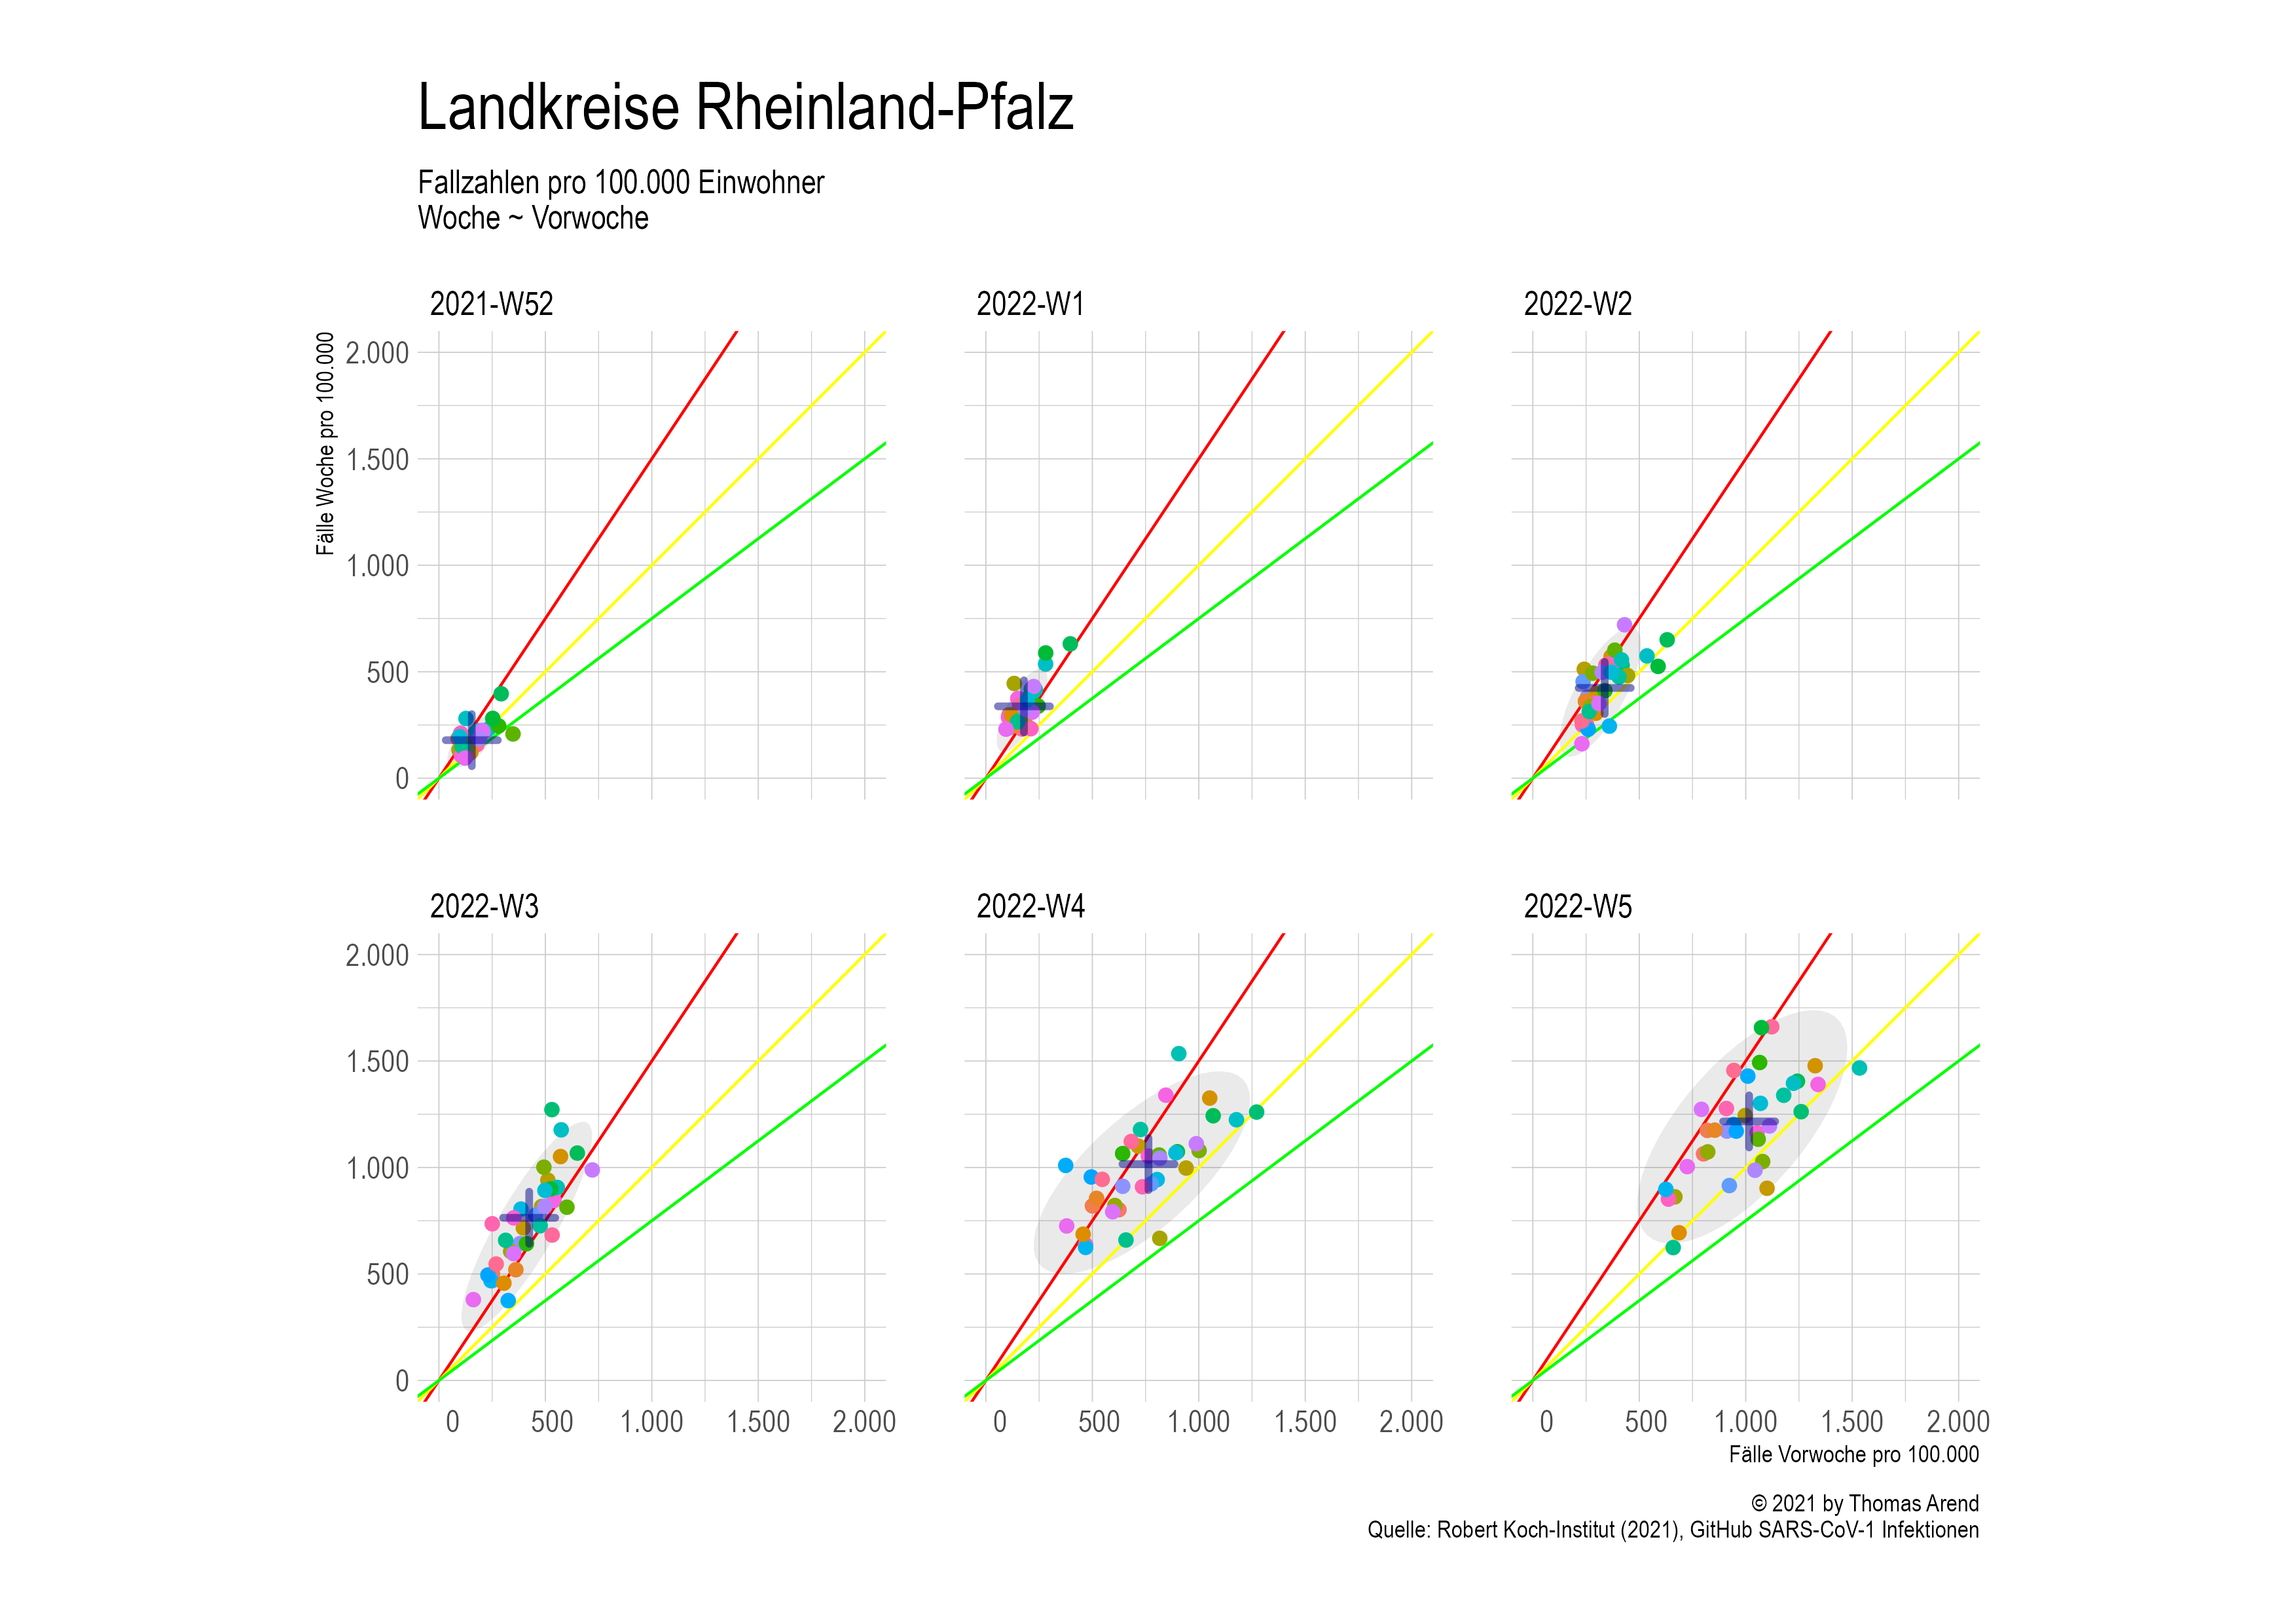 Landkreise Rheinland-Pfalz
Fallzahlen pro 100.000 Einwohner
Woche ~ Vorwoche
2021-W52
2022-W1
2022-W2
Fälle Woche pro 100.000
2.000
1.500
1.000
500
0
2022-W3
2022-W4
2022-W5
2.000
1.500
1.000
500
0
0 500 1.000 1.500 2.000
0 500 1.000 1.500 2.000
0 500 1.000 1.500 2.000
Fälle Vorwoche pro 100.000
© 2021 by Thomas Arend
Quelle: Robert Koch-Institut (2021), GitHub SARS-CoV-1 Infektionen